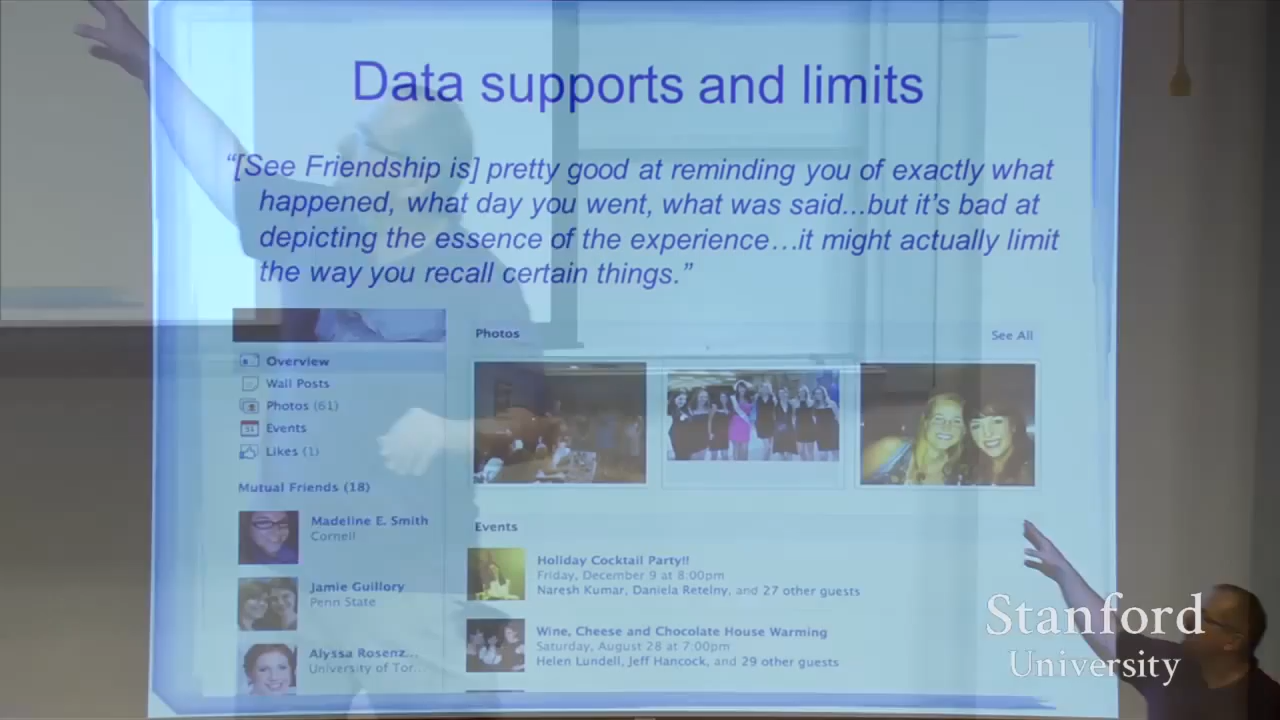 Data supports and limits
“[See Friendship is] pretty good at reminding you of exactly what
happened, what day you went, what was said...but it’s bad at
depicting the essence of the experience…it might actually limit
the way you recall certain things.”
Overview
Wall Posts
Photos (61)
Events
Likes (1)
Mutual Friends (18)
Madeline E. Smith
Cornell
Jamie Guillory
Penn State
Alyssa Rosenz...
University of Tor...
Photos
See All
Events
Holiday Cocktail Party!!
Friday, December 9 at 8:00pm
Naresh Kumar, Daniela Retelny, and 27 other guests
Wine, Cheese and Chocolate House Warming
Saturday, August 28 at 7:00pm
Helen Lundell, Jeff Hancock, and 29 other guests
Stanford
University